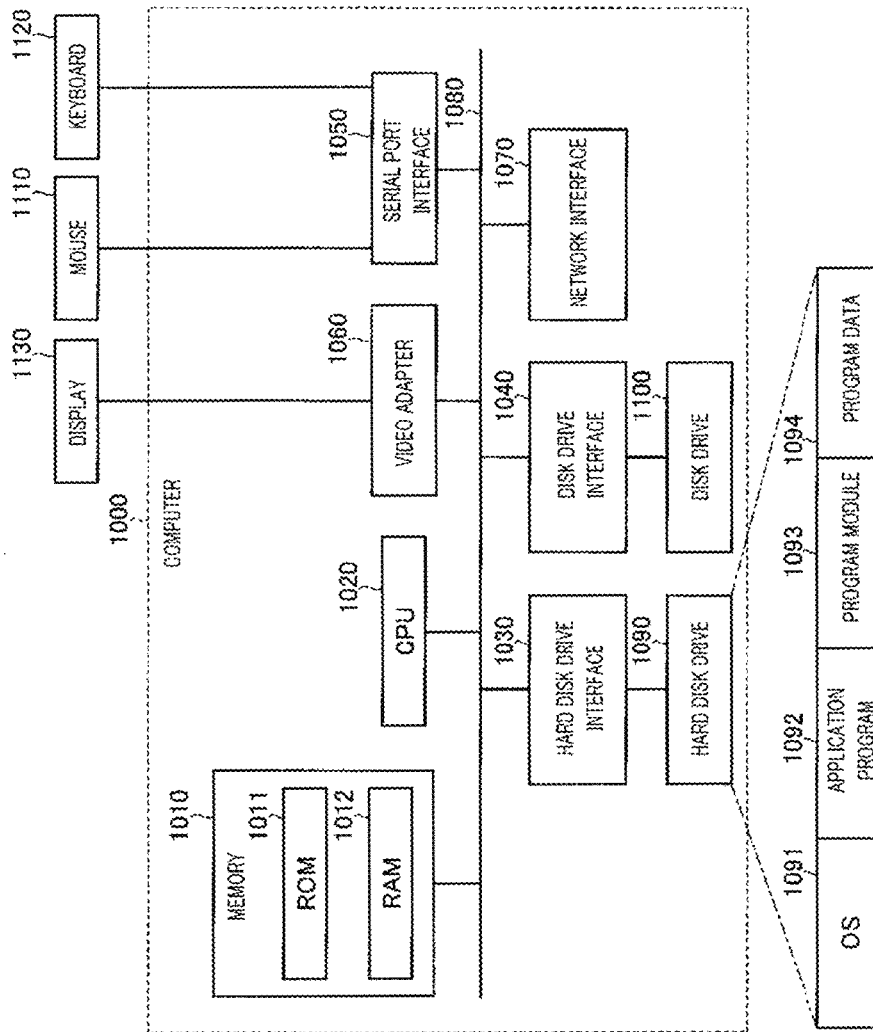 1130
DISPLAY
1110
MOUSE
1120
KEYBOARD
1000
COMPUTER
1010
MEMORY
1011
ROM
1012
RAM
1020
CPU
1060
VIDEO ADAPTER
1050
SERIAL PORT
INTERFACE
1080
1030
HARD DISK DRIVE
INTERFACE
1040
DISK DRIVE
INTERFACE
1070
NETWORK INTERFACE
1090
HARD DISK DRIVE
1100
DISK DRIVE
1091
OS
1092
APPLICATION
PROGRAM
1093
PROGRAM MODULE
1094
PROGRAM DATA